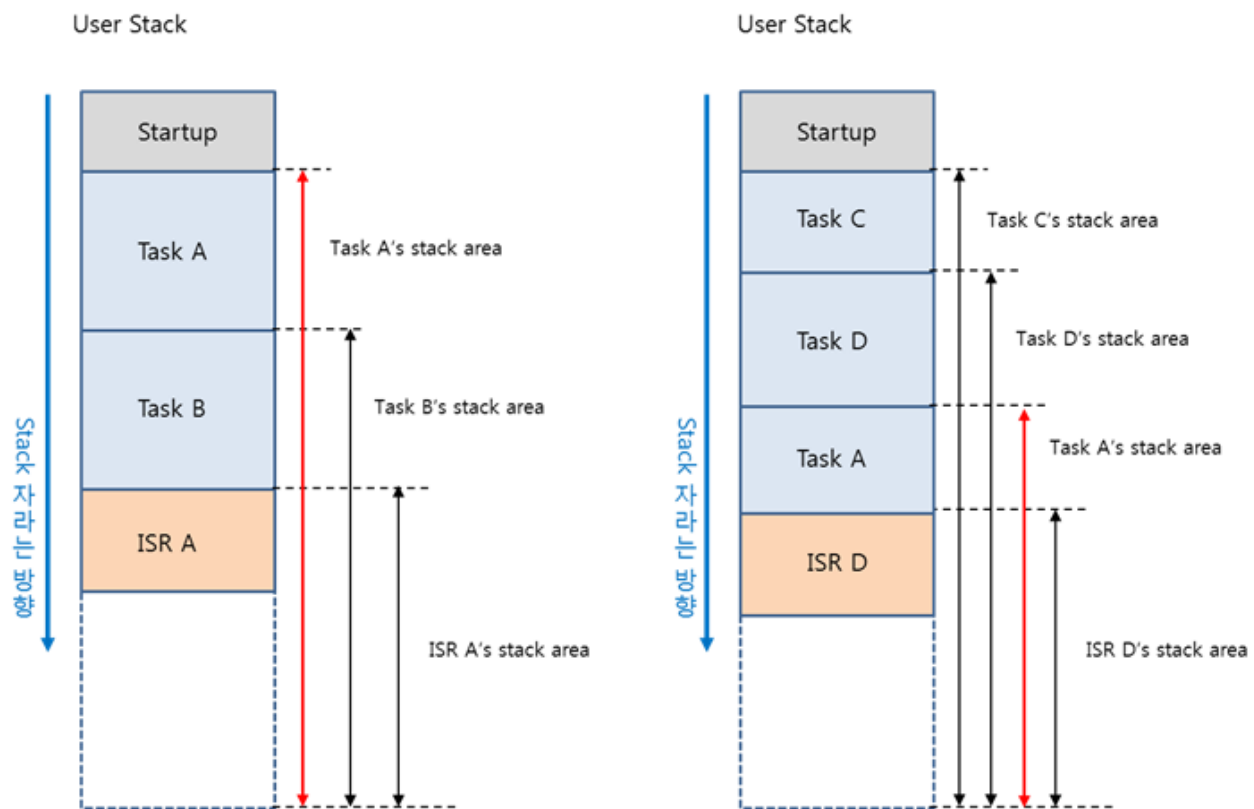 User Stack
Startup
Task A
Task B
ISR A
Task A's stack area
Task B's stack area
ISR A's stack area
Stack 자라는 방향
User Stack
Startup
Task C
Task D
Task A
ISR D
Task C's stack area
Task D's stack area
Task A's stack area
ISR D's stack area
Stack 자라는 방향